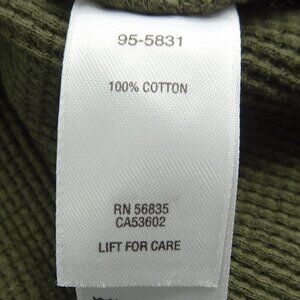 95-5831
100% COTTON
RN 56835
CA53602
LIFT FOR CARE